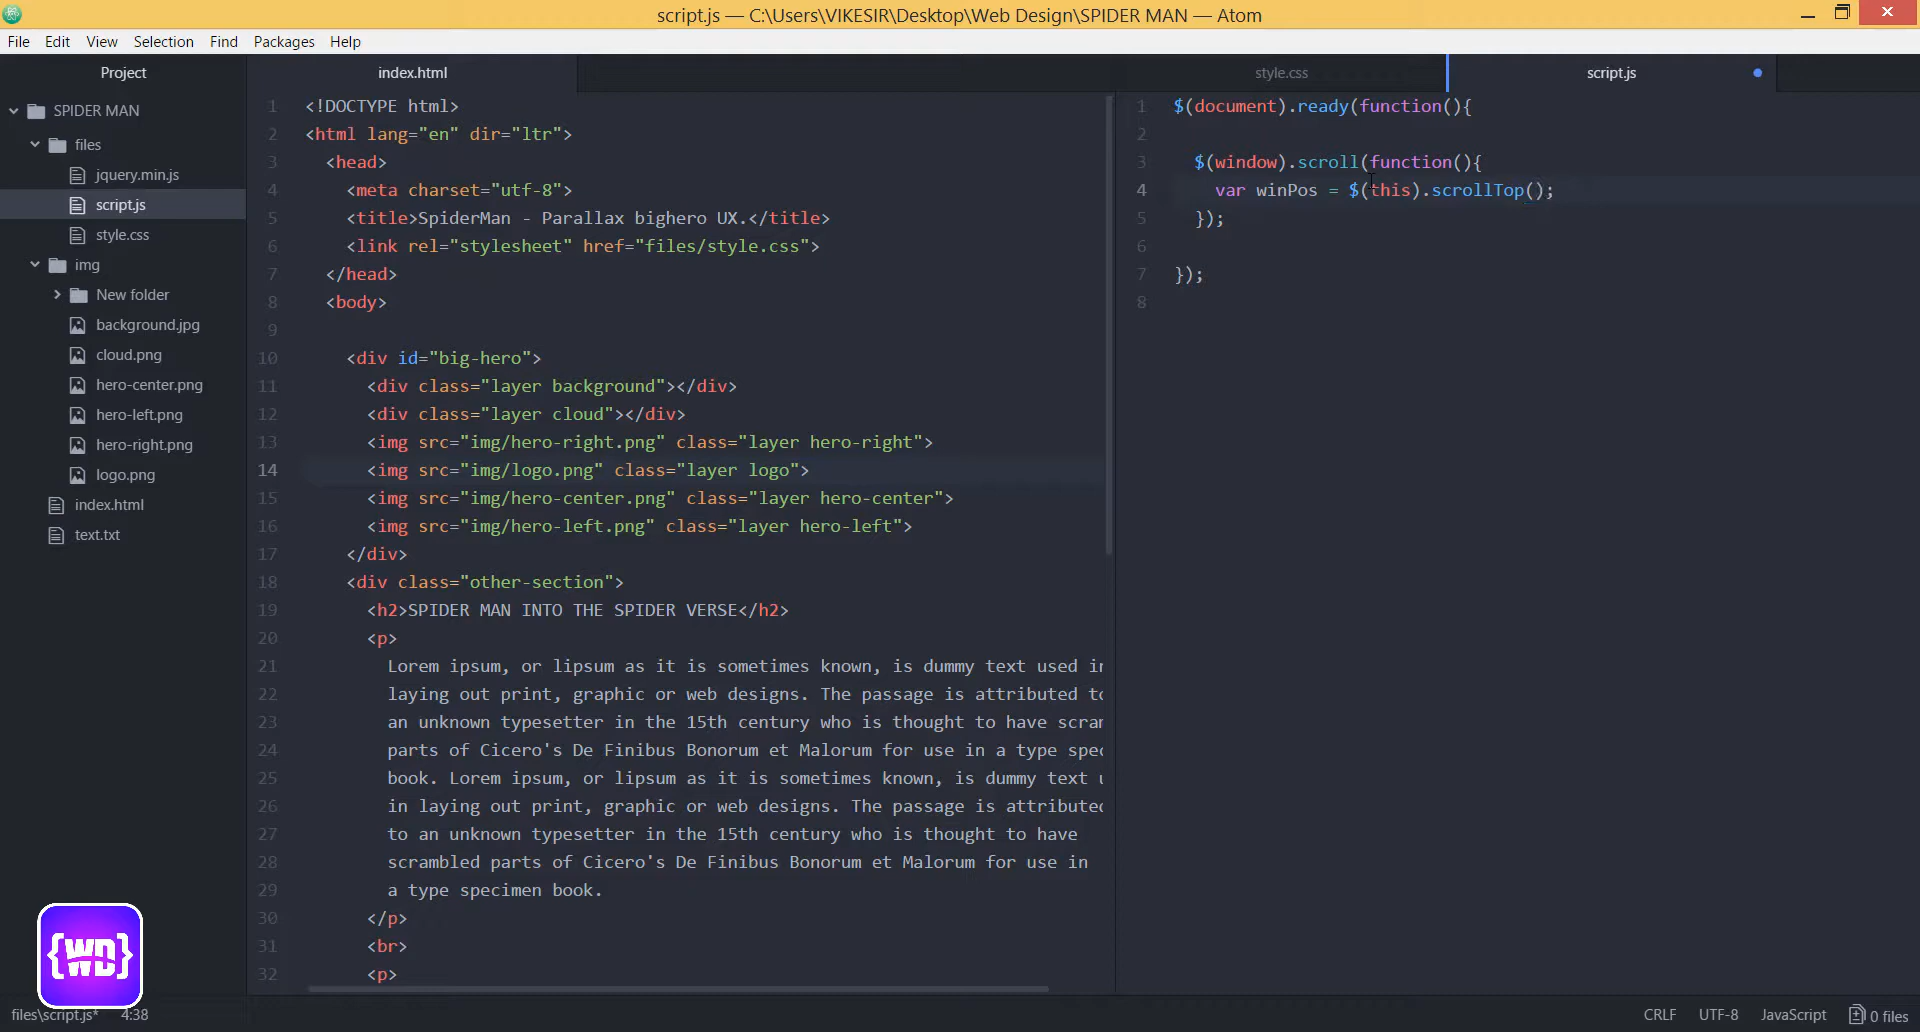 script.js — C:\Users\VIKESIR\Desktop\Web Design\SPIDER MAN — Atom
File Edit View Selection Find Packages Help
Project
SPIDER MAN
files
jquery.min.js
script.js
style.css
img
New folder
background.jpg
cloud.png
hero-center.png
hero-left.png
hero-right.png
logo.png
index.html
text.txt
{WD}
index.html
1 <!DOCTYPE html>
2 <html lang="en" dir="ltr">
3 <head>
4 <meta charset="utf-8">
5 <title>SpiderMan - Parallax bighero UX.</title>
6 <link rel="stylesheet" href="files/style.css">
7 </head>
8 <body>
9
10 <div id="big-hero">
11 <div class="layer background"></div>
12 <div class="layer cloud"></div>
13 <img src="img/hero-right.png" class="layer hero-right">
14 <img src="img/logo.png" class="layer logo">
15 <img src="img/hero-center.png" class="layer hero-center">
16 <img src="img/hero-left.png" class="layer hero-left">
17 </div>
18 <div class="other-section">
19 <h2>SPIDER MAN INTO THE SPIDER VERSE</h2>
20 <p>
21 Lorem ipsum, or lipsum as it is sometimes known, is dummy text used in
22 laying out print, graphic or web designs. The passage is attributed to
23 an unknown typesetter in the 15th century who is thought to have scra
24 parts of Cicero's De Finibus Bonorum et Malorum for use in a type spec
25 book. Lorem ipsum, or lipsum as it is sometimes known, is dummy text u
26 in laying out print, graphic or web designs. The passage is attributed
27 to an unknown typesetter in the 15th century who is thought to have
28 scrambled parts of Cicero's De Finibus Bonorum et Malorum for use in
29 a type specimen book.
30 </p>
31 <br>
32 <p>
style.css
script.js
1 $(document).ready(function(){
2
3 $(window).scroll(function(){
4 var winPos = $(this).scrollTop();
5 });
6
7 });
8
files\script.js* 4:38
CRLF UTF-8 JavaScript 0 files